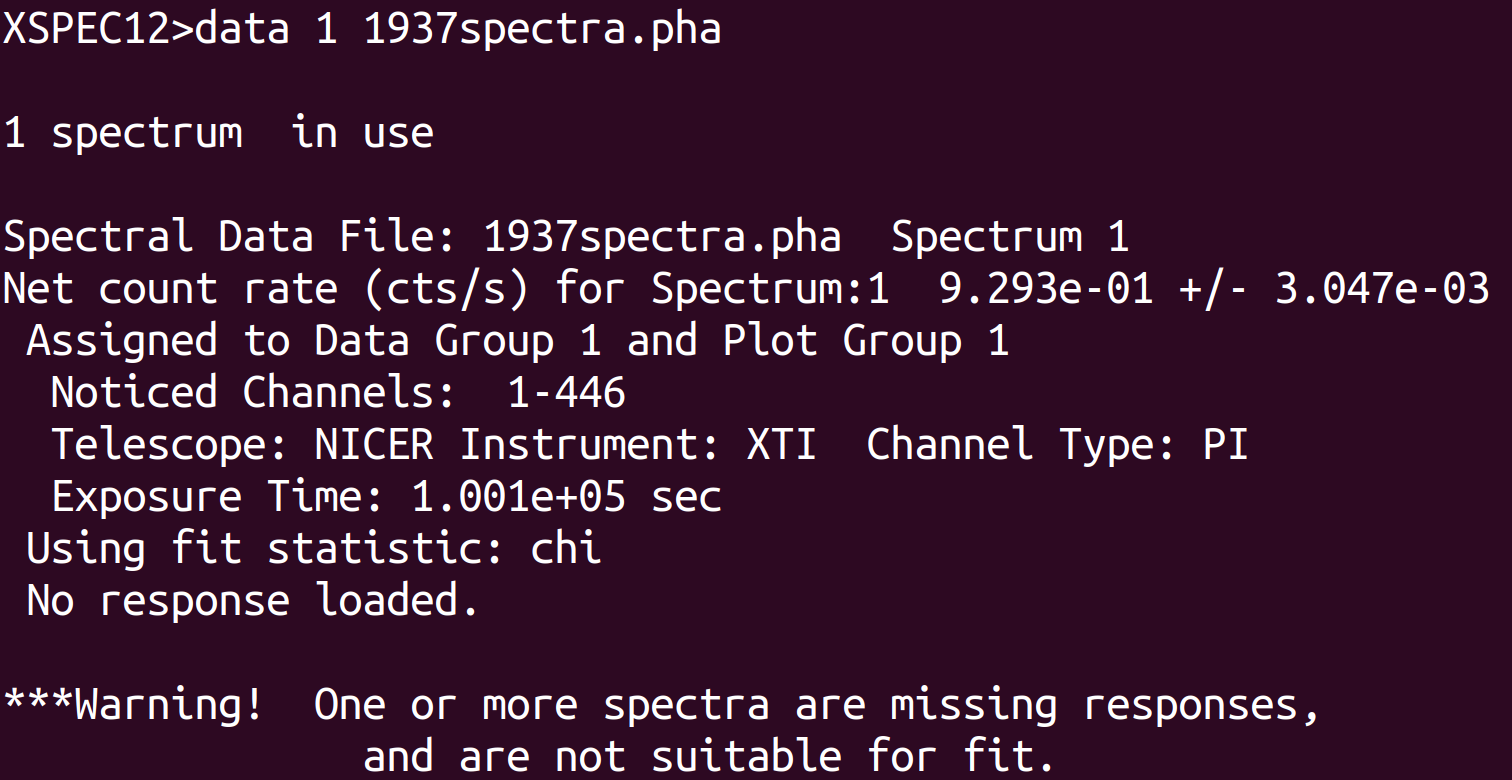 XSPEC12>data 1 1937spectra.pha
1 spectrum  in use
Spectral Data File: 1937spectra.pha  Spectrum 1
Net count rate (cts/s) for Spectrum:1  9.293e-01 +/- 3.047e-03
 Assigned to Data Group 1 and Plot Group 1
  Noticed Channels:  1-446
  Telescope: NICER Instrument: XTI  Channel Type: PI
  Exposure Time: 1.001e+05 sec
 Using fit statistic: chi
 No response loaded.
***Warning!  One or more spectra are missing responses,
               and are not suitable for fit.